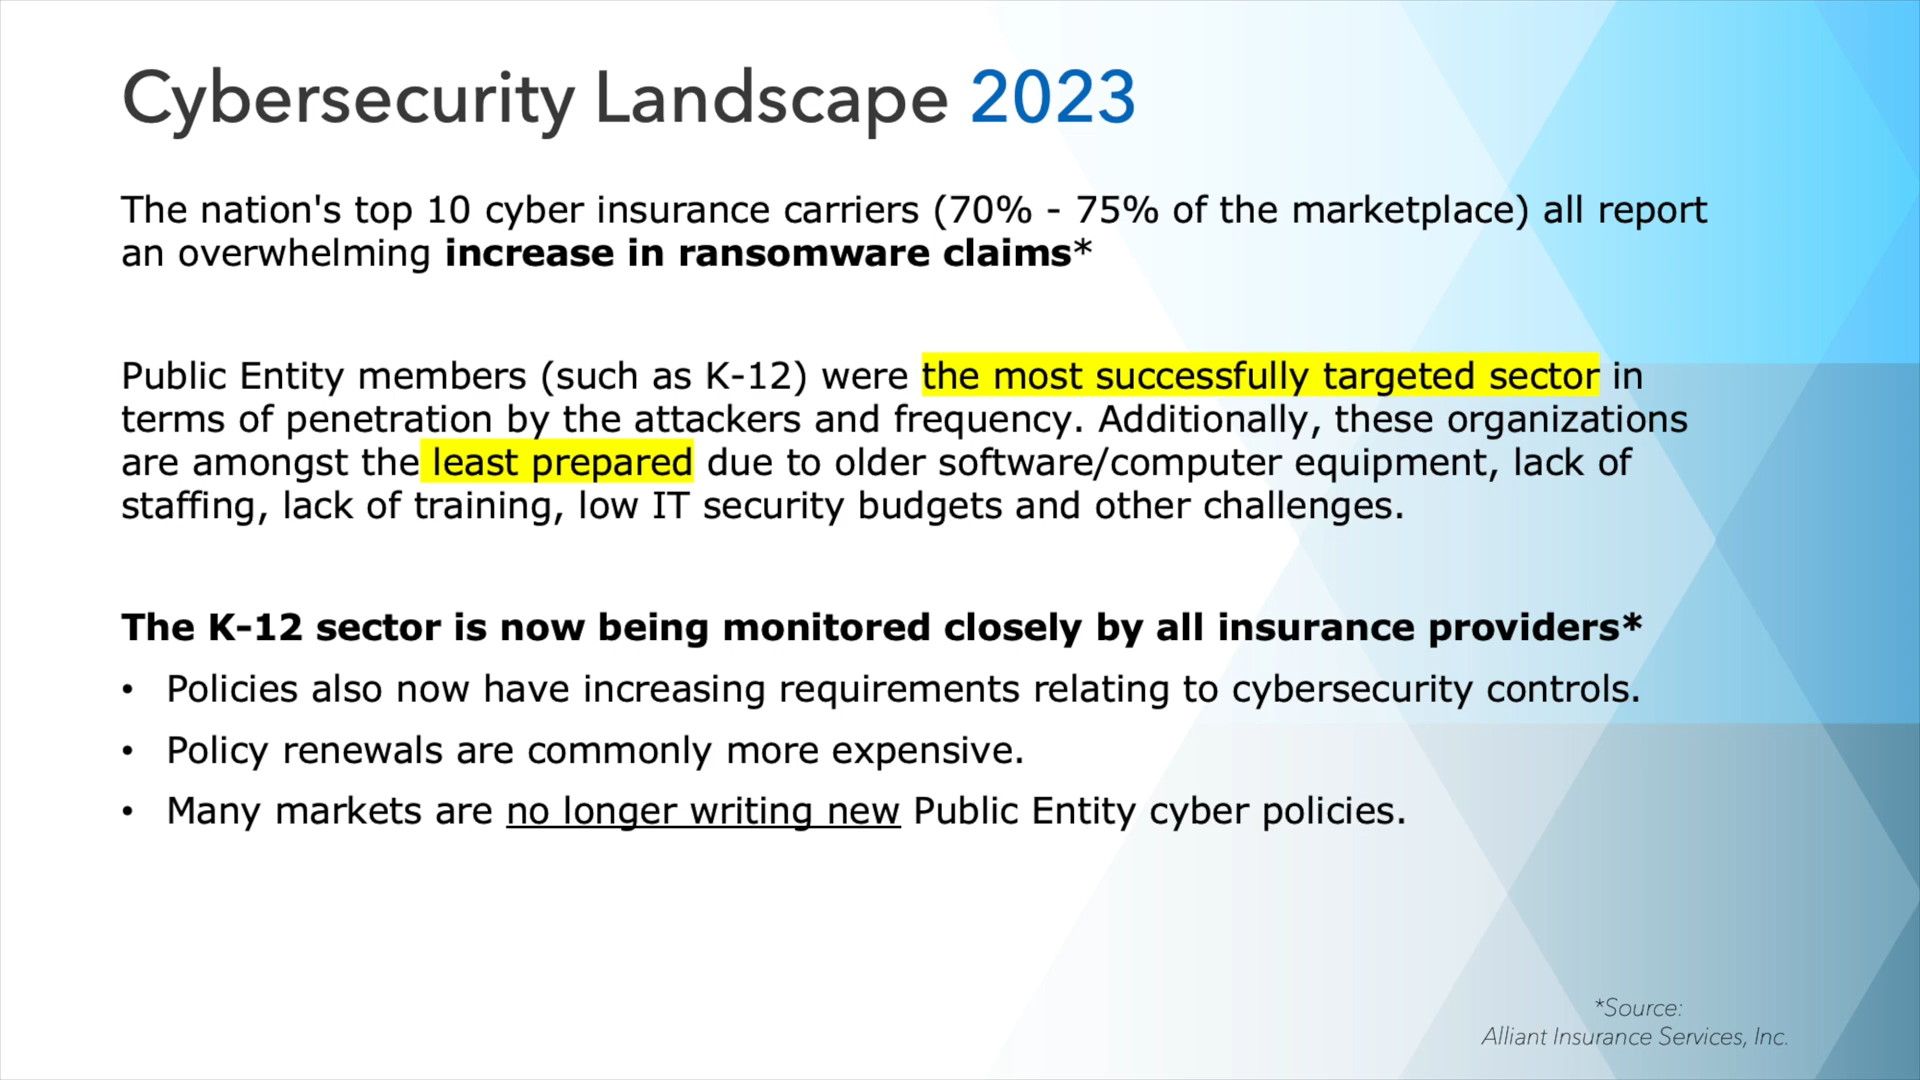 Cybersecurity Landscape 2023
The nation's top 10 cyber insurance carriers (70% - 75% of the marketplace) all report
an overwhelming increase in ransomware claims*
Public Entity members (such as K-12) were the most successfully targeted sector in
terms of penetration by the attackers and frequency. Additionally, these organizations
are amongst the least prepared due to older software/computer equipment, lack of
staffing, lack of training, low IT security budgets and other challenges.
The K-12 sector is now being monitored closely by all insurance providers*
• Policies also now have increasing requirements relating to cybersecurity controls.
• Policy renewals are commonly more expensive.
• Many markets are no longer writing new Public Entity cyber policies.
*Source:
Alliant Insurance Services, Inc.